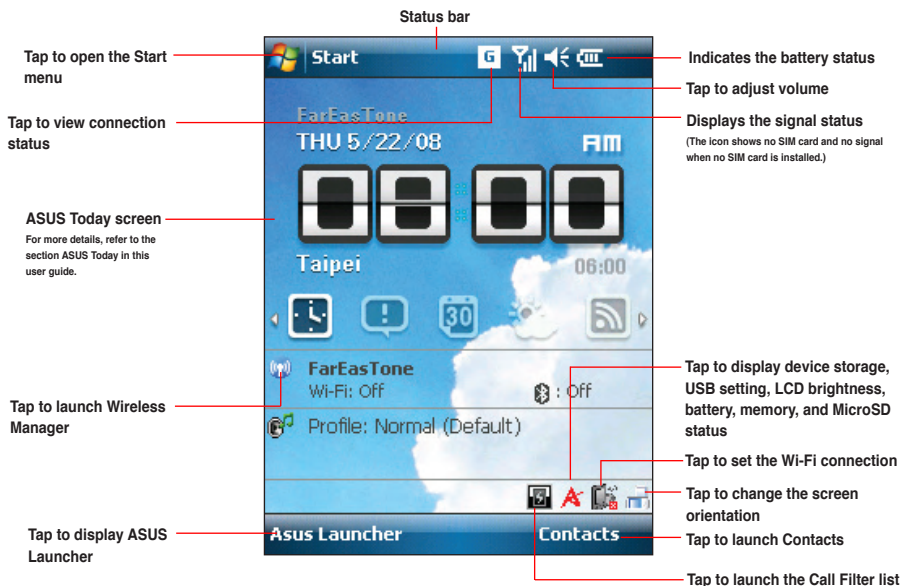 Status bar
Tap to open the Start
menu
Tap to view connection
status
ASUS Today screen
For more details, refer to the
section ASUS Today in this
user guide.
Tap to launch Wireless
Manager
Tap to display ASUS
Launcher
Start
G
FarEasTone
THU 5/22/08
AM
08:00
Taipei
06:00
30
FarEasTone
Wi-Fi: Off
: Off
Profile: Normal (Default)
Asus Launcher
Contacts
Indicates the battery status
Tap to adjust volume
Displays the signal status
(The icon shows no SIM card and no signal
when no SIM card is installed.)
Tap to display device storage,
USB setting, LCD brightness,
battery, memory, and MicroSD
status
Tap to set the Wi-Fi connection
Tap to change the screen
orientation
Tap to launch Contacts
Tap to launch the Call Filter list